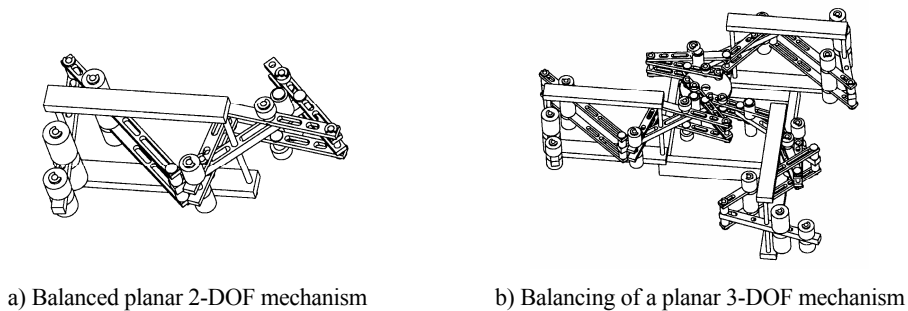 a) Balanced planar 2-DOF mechanism
b) Balancing of a planar 3-DOF mechanism